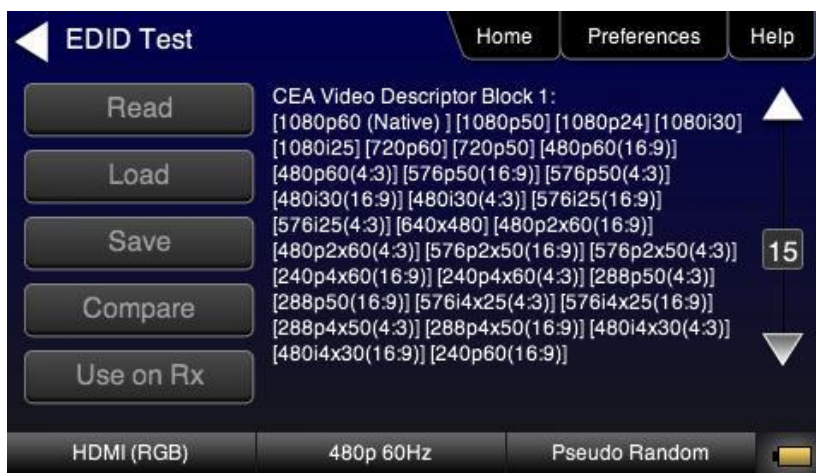 EDID Test
Home
Preferences
Help
Read
Load
Save
Compare
Use on Rx
CEA Video Descriptor Block 1:
[1080p60 (Native) ] [1080p50] [1080p24] [1080i30]
[1080i25] [720p60] [720p50] [480p60(16:9)]
[480p60(4:3)] [576p50(16:9)] [576p50(4:3)]
[480i30(16:9)] [480i30(4:3)] [576i25(16:9)]
[576i25(4:3)] [640x480] [480p2x60(16:9)]
[480p2x60(4:3)] [576p2x50(16:9)] [576p2x50(4:3)]
[240p4x60(16:9)] [240p4x60(4:3)] [288p50(4:3)]
[288p50(16:9)] [576i4x25(4:3)] [576i4x25(16:9)]
[288p4x50(4:3)] [288p4x50(16:9)] [480i4x30(4:3)]
[480i4x30(16:9)] [240p60(16:9)]
15
HDMI (RGB)
480p 60Hz
Pseudo Random